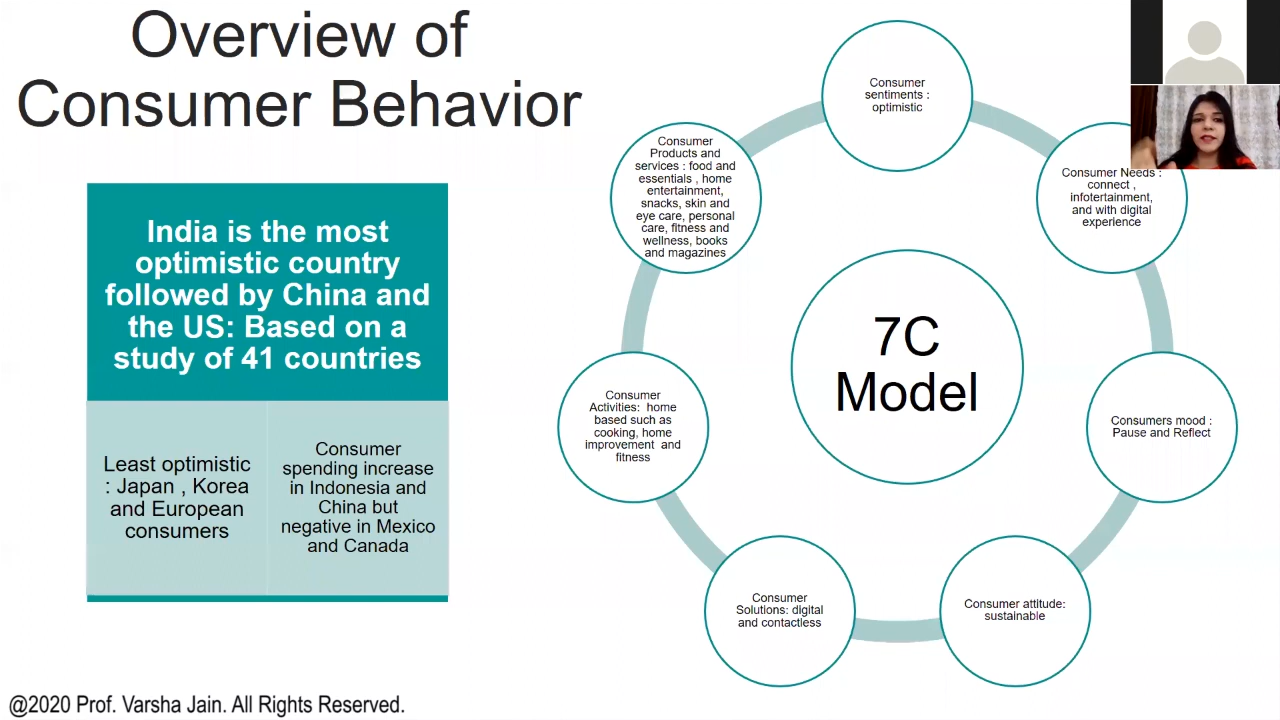 Overview of
Consumer Behavior
India is the most
optimistic country
followed by China and
the US: Based on a
study of 41 countries
Least optimistic
: Japan , Korea
and European
consumers
Consumer
spending increase
in Indonesia and
China but
negative in Mexico
and Canada
7C
Model
Consumer
sentiments :
optimistic
Consumer Needs :
connect ,
infotertainment,
and with digital
experience
Consumers mood :
Pause and Reflect
Consumer attitude:
sustainable
Consumer
Solutions: digital
and contactless
Consumer
Activities: home
based such as
cooking, home
improvement and
fitness
Consumer
Products and
services : food and
essentials , home
entertainment,
snacks, skin and
eye care, personal
care, fitness and
wellness, books
and magazines
@2020 Prof. Varsha Jain. All Rights Reserved.